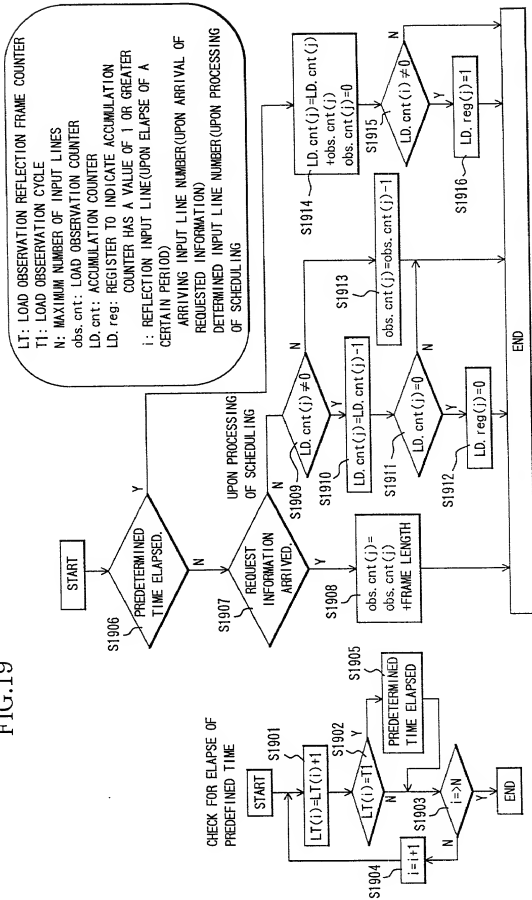 FIG.19
LT: LOAD OBSERVATION REFLECTION FRAME COUNTER
T1: LOAD OBSEERVATION CYCLE
N: MAXIMUM NUMBER OF INPUT LINES
obs. cnt: LOAD OBSERVATION COUNTER
LD. cnt: ACCUMULATION COUNTER
LD. reg: REGISTER TO INDICATE ACCUMULATION
COUNTER HAS A VALUE OF 1 OR GREATER
i: REFLECTION INPUT LINE(UPON ELAPSE OF A
CERTAIN PERIOD)
ARRIVING INPUT LINE NUMBER(UPON ARRIVAL OF
REQUESTED INFORMATION)
DETERMINED INPUT LINE NUMBER(UPON PROCESSING
OF SCHEDULING
CHECK FOR ELAPSE OF
PREDEFINED TIME
START
S1901
LT(i)=LT(i)+1
S1902
LT(i)=T1
Y
N
S1905
PREDETERMINED
TIME ELAPSED
S1903
i=>N
N
Y
S1904
i=i+1
END
START
S1906
PREDETERMINED
TIME ELAPSED.
Y
N
S1907
REQUEST
INFORMATION
ARRIVED.
N
Y
UPON PROCESSING
OF SCHEDULING
S1908
obs. cnt(j)=
obs. cnt(j)
+FRAME LENGTH
S1909
LD. cnt(j)≠0
N
Y
S1910
LD. cnt(j)=LD. cnt(j)-1
S1911
LD. cnt(j)=0
N
Y
S1912
LD. reg(j)=0
S1913
obs. cnt(j)=obs. cnt(j)-1
S1914
LD. cnt(j)=LD. cnt(j)
+obs. cnt(j)
obs. cnt(j)=0
S1915
LD. cnt(i)≠0
N
Y
S1916
LD. reg(j)=1
END